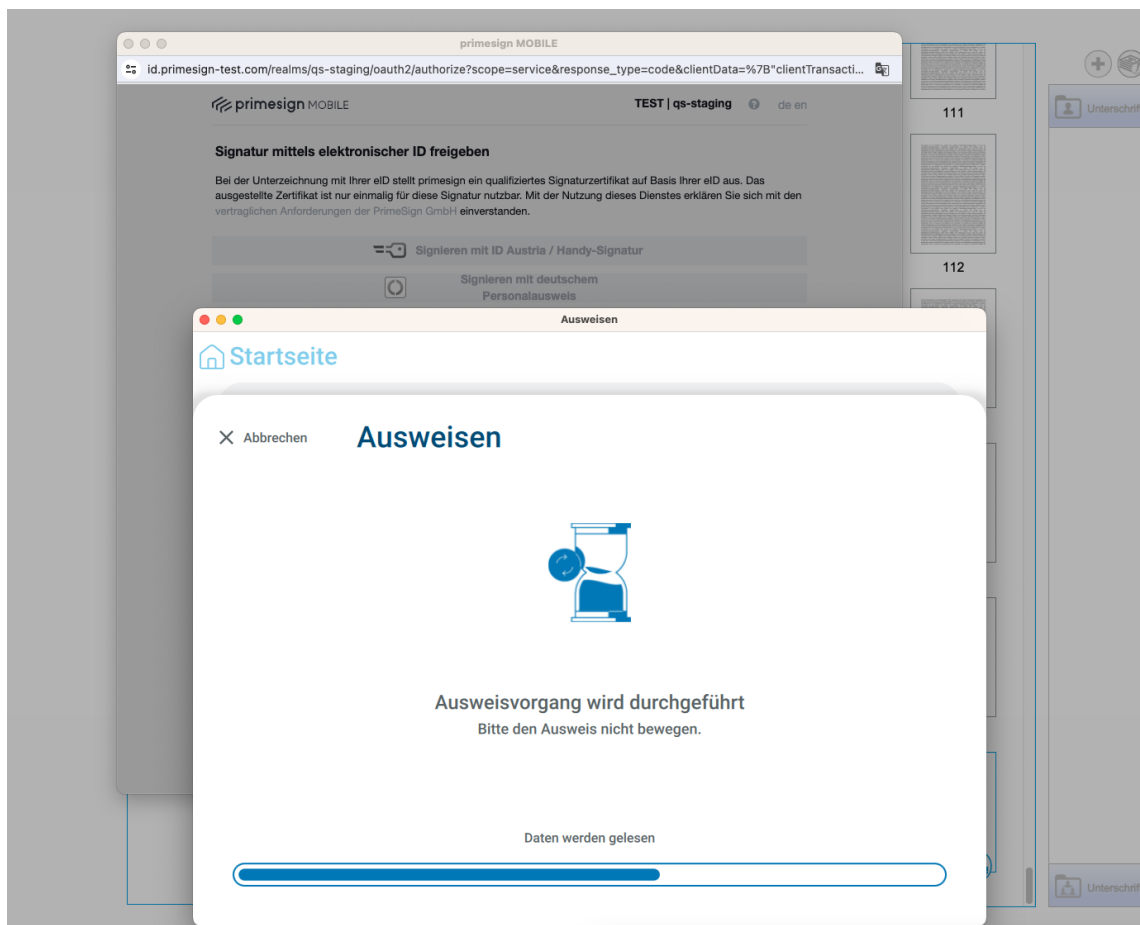 primesign MOBILE
id.primesign-test.com/realms/qs-staging/oauth2/authorize?scope=service&response_type=code&clientData=%7B"clientTransacti...
primesign MOBILE
TEST | qs-staging
de en
111
Unterschrif
Signatur mittels elektronischer ID freigeben
Bei der Unterzeichnung mit Ihrer eID stellt primesign ein qualifiziertes Signaturzertifikat auf Basis Ihrer eID aus. Das
ausgestellte Zertifikat ist nur einmalig für diese Signatur nutzbar. Mit der Nutzung dieses Dienstes erklären Sie sich mit den
vertraglichen Anforderungen der PrimeSign GmbH einverstanden.
Signieren mit ID Austria / Handy-Signatur
112
Signieren mit deutschem
Personalausweis
Ausweisen
Startseite
Abbrechen
Ausweisen
Ausweisvorgang wird durchgeführt
Bitte den Ausweis nicht bewegen.
Daten werden gelesen
Unterschrif